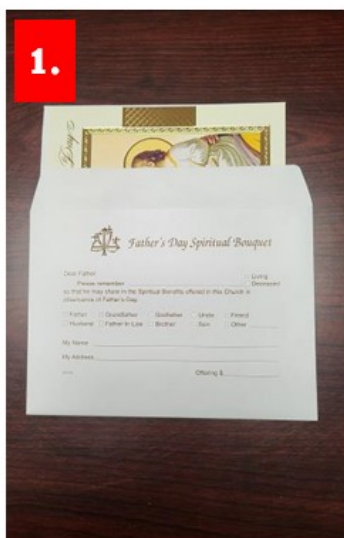 1.
Day
Father's Day Spiritual Bouquet
Dear Father
Living
Please remember Deceased
so that he may share in the Spiritual Benefits offered in this Church in
observance of Father's Day.
Father Grandfather Godfather Uncle Friend
Husband Father In Law Brother Son Other
My Name
My Address
Offering $